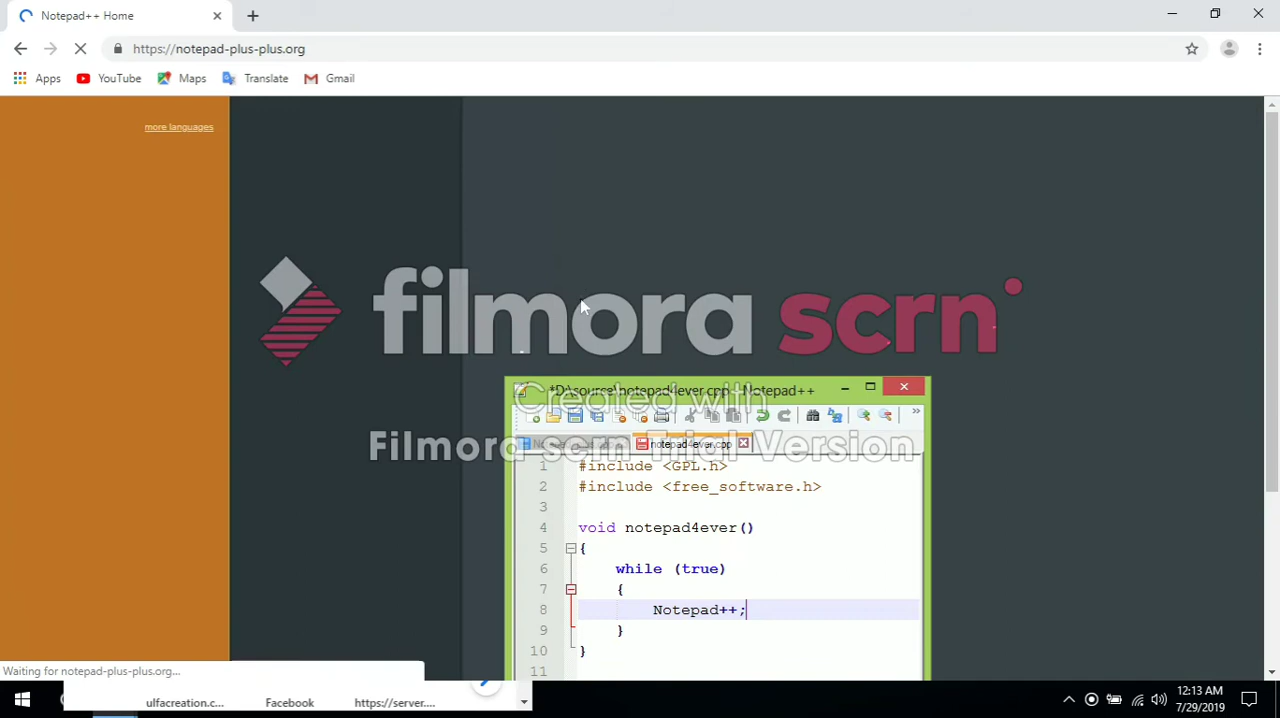 Notepad++ Home
https://notepad-plus-plus.org
Apps YouTube Maps Translate Gmail
more languages
filmora scrn
Created with
Filmora scrn Trial Version
*D:\source\notepad4ever.cpp - Notepad++
notepad4ever.cpp
1 #include <GPL.h>
2 #include <free_software.h>
3
4 void notepad4ever()
5 {
6 while (true)
7 {
8 Notepad++;
9 }
10 }
11
Waiting for notepad-plus-plus.org...
ulfacreation.c... Facebook https://server....
12:13 AM
7/29/2019